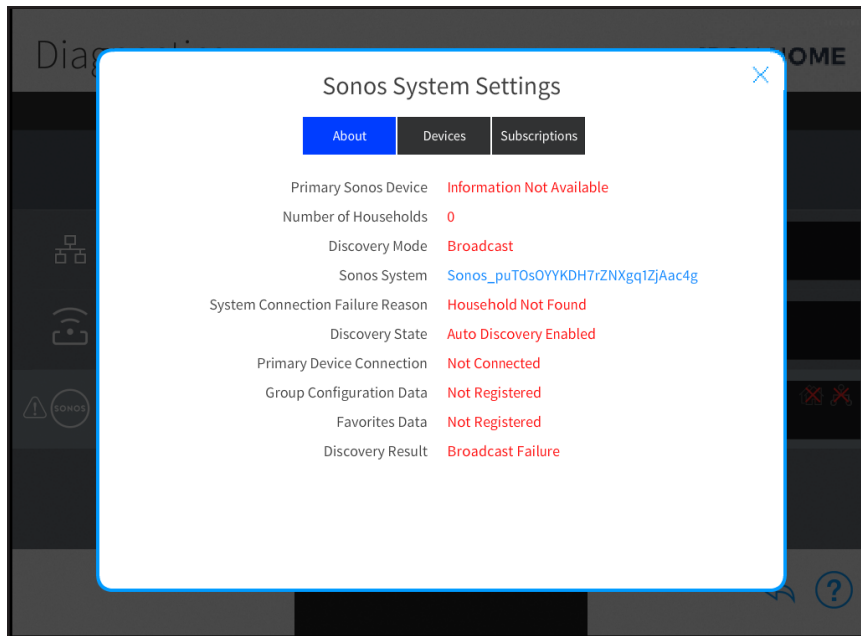 Sonos System Settings
About Devices Subscriptions
Primary Sonos Device Information Not Available
Number of Households 0
Discovery Mode Broadcast
Sonos System Sonos_puTOsOYYKDH7rZNXgq1ZjAac4g
System Connection Failure Reason Household Not Found
Discovery State Auto Discovery Enabled
Primary Device Connection Not Connected
Group Configuration Data Not Registered
Favorites Data Not Registered
Discovery Result Broadcast Failure
SONOS
?